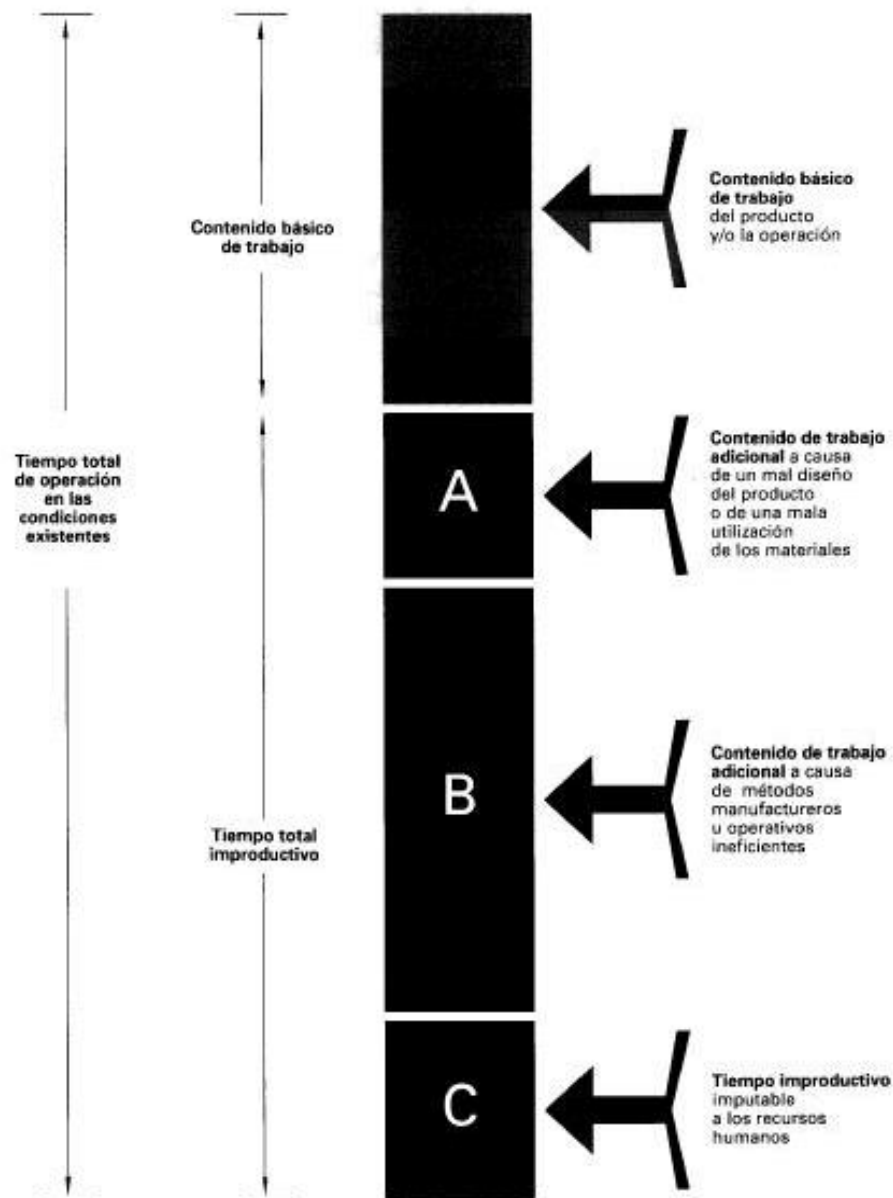 Contenido básico
de trabajo
del producto
y/o la operación
Contenido básico
de trabajo
Tiempo total
de operación
en las
condiciones
existentes
A
Contenido de trabajo
adicional a causa
de un mal diseño
del producto
o de una mala
utilización
de los materiales
Tiempo total
improductivo
B
Contenido de trabajo
adicional a causa
de métodos
manufactureros
u operativos
ineficientes
C
Tiempo improductivo
imputable
a los recursos
humanos